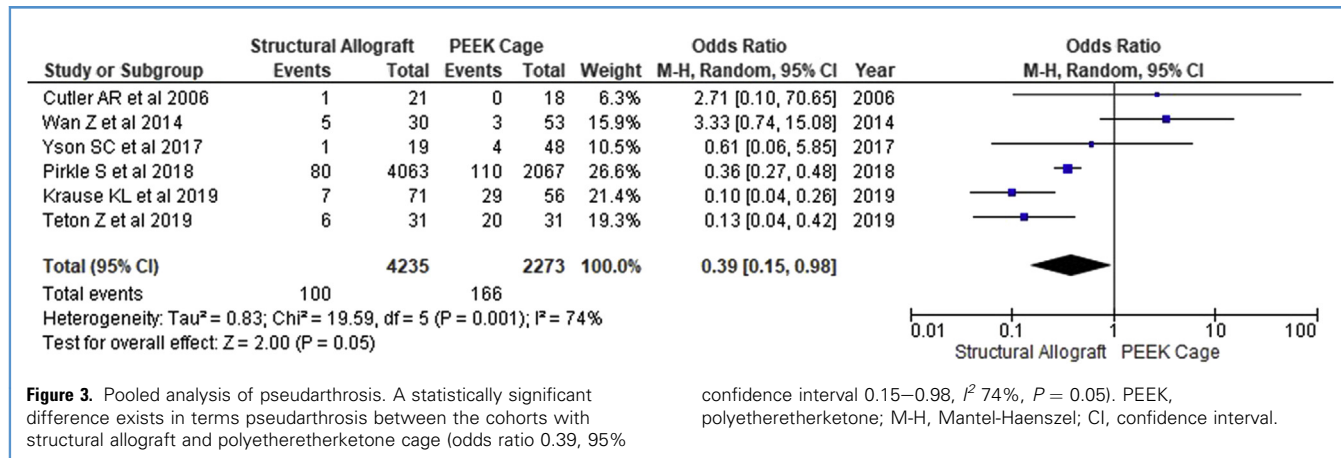 Structural Allograft PEEK Cage Odds Ratio Odds Ratio
Study or Subgroup Events Total Events Total Weight M-H, Random, 95% CI Year M-H, Random, 95% CI
Cutler AR et al 2006 1 21 0 18 6.3% 2.71 [0.10, 70.65] 2006
Wan Z et al 2014 5 30 3 53 15.9% 3.33 [0.74, 15.08] 2014
Yson SC et al 2017 1 19 4 48 10.5% 0.61 [0.06, 5.85] 2017
Pirkle S et al 2018 80 4063 110 2067 26.6% 0.36 [0.27, 0.48] 2018
Krause KL et al 2019 7 71 29 56 21.4% 0.10 [0.04, 0.26] 2019
Teton Z et al 2019 6 31 20 31 19.3% 0.13 [0.04, 0.42] 2019
Total (95% CI) 4235 2273 100.0% 0.39 [0.15, 0.98]
Total events 100 166
Heterogeneity: Tau² = 0.83; Chi² = 19.59, df = 5 (P = 0.001); I² = 74%
Test for overall effect: Z = 2.00 (P = 0.05)
0.01 0.1 1 10 100
Structural Allograft PEEK Cage
Figure 3. Pooled analysis of pseudarthrosis. A statistically significant
difference exists in terms pseudarthrosis between the cohorts with
structural allograft and polyetheretherketone cage (odds ratio 0.39, 95%
confidence interval 0.15–0.98, I² 74%, P = 0.05). PEEK,
polyetheretherketone; M-H, Mantel-Haenszel; CI, confidence interval.